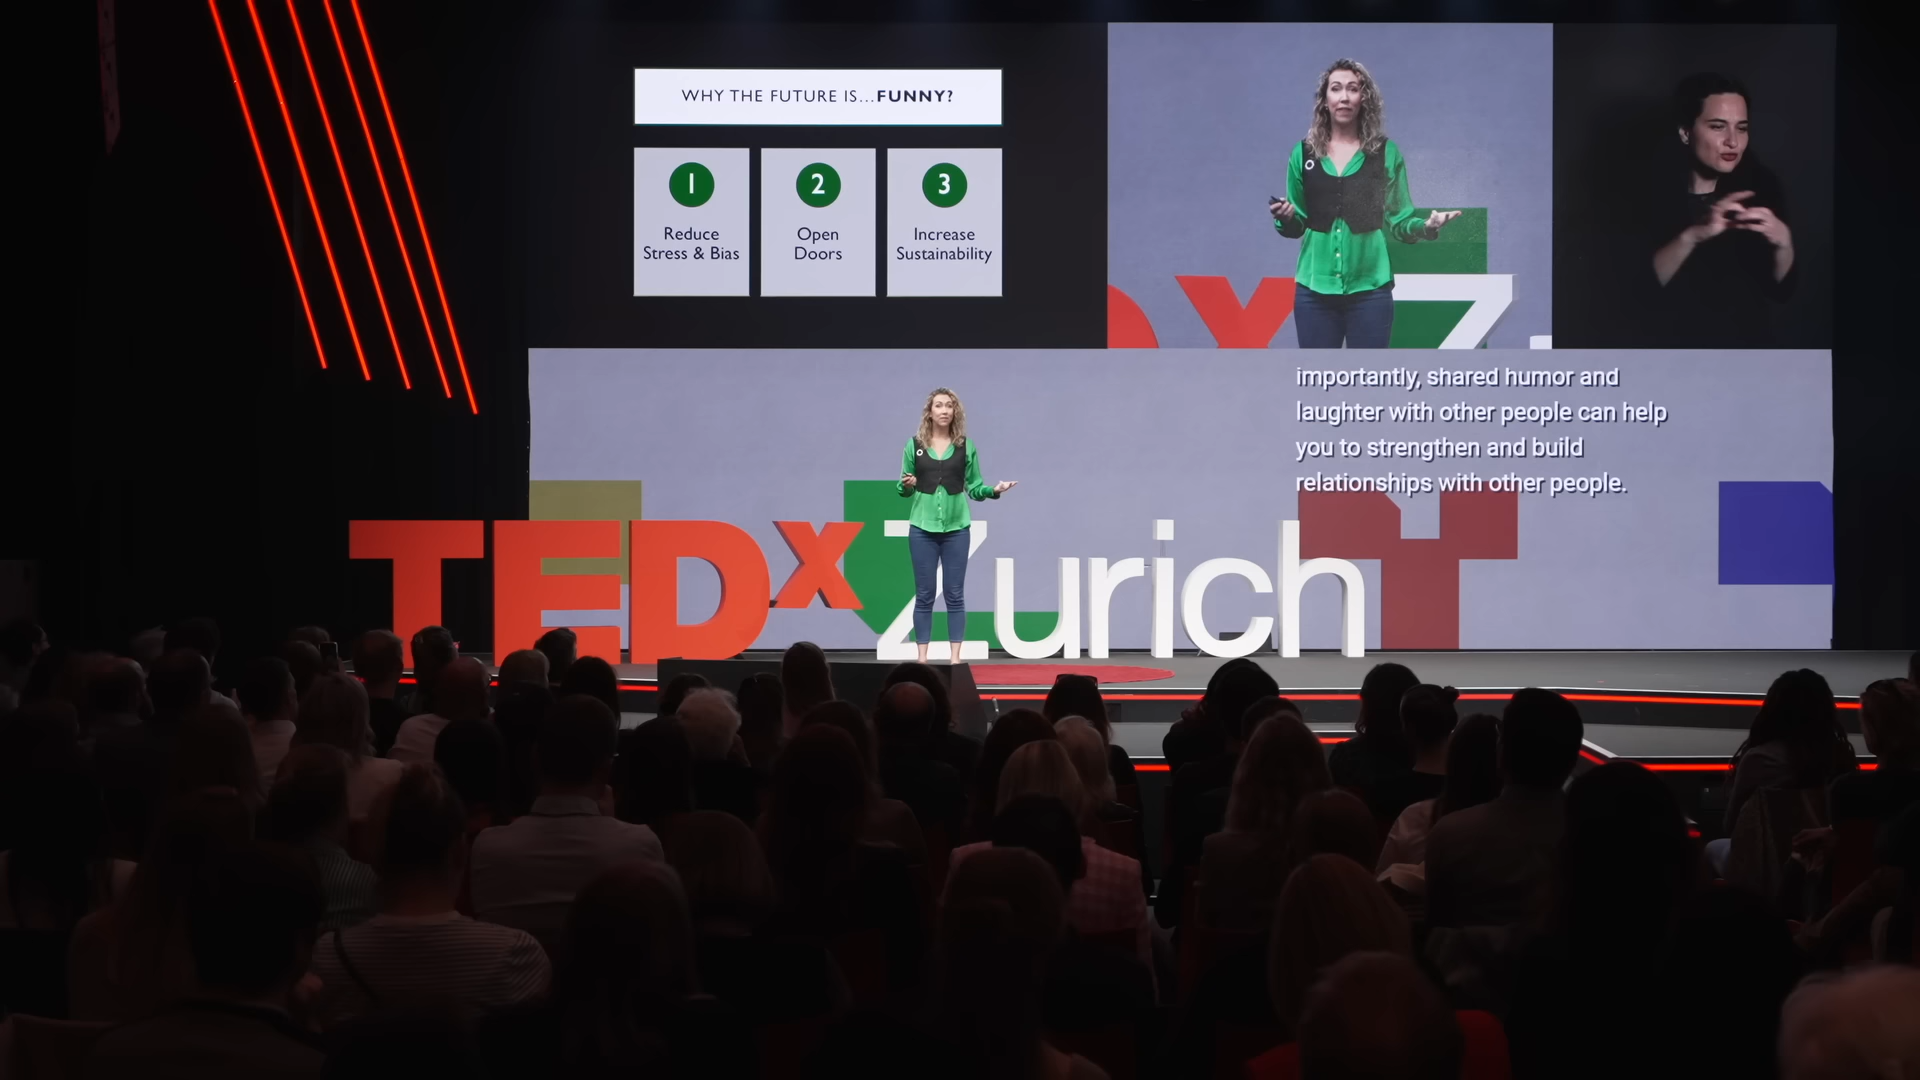 WHY THE FUTURE IS...FUNNY?
1
Reduce
Stress & Bias
2
Open
Doors
3
Increase
Sustainability
importantly, shared humor and
laughter with other people can help
you to strengthen and build
relationships with other people.
TEDx Zurich